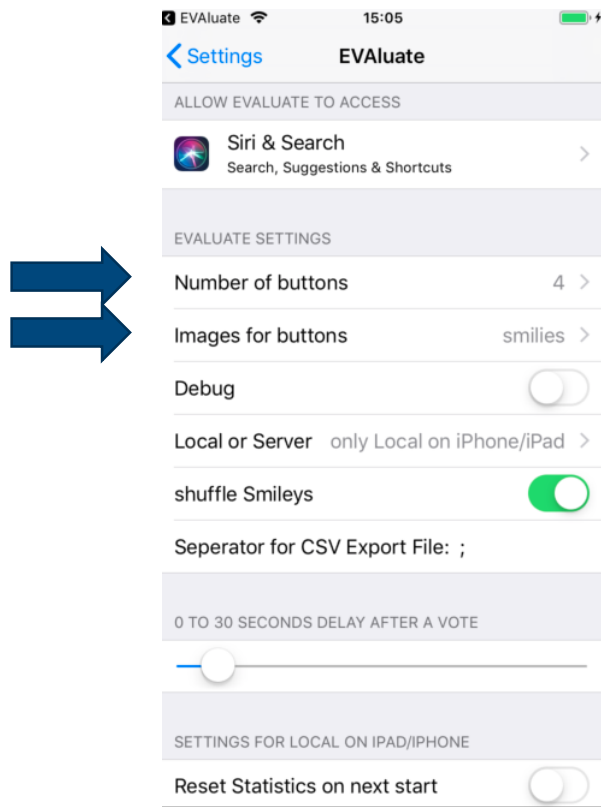 EVAluate 15:05
Settings EVAluate
ALLOW EVALUATE TO ACCESS
Siri & Search
Search, Suggestions & Shortcuts
EVALUATE SETTINGS
Number of buttons 4
Images for buttons smilies
Debug
Local or Server only Local on iPhone/iPad
shuffle Smileys
Seperator for CSV Export File: ;
0 TO 30 SECONDS DELAY AFTER A VOTE
SETTINGS FOR LOCAL ON IPAD/IPHONE
Reset Statistics on next start